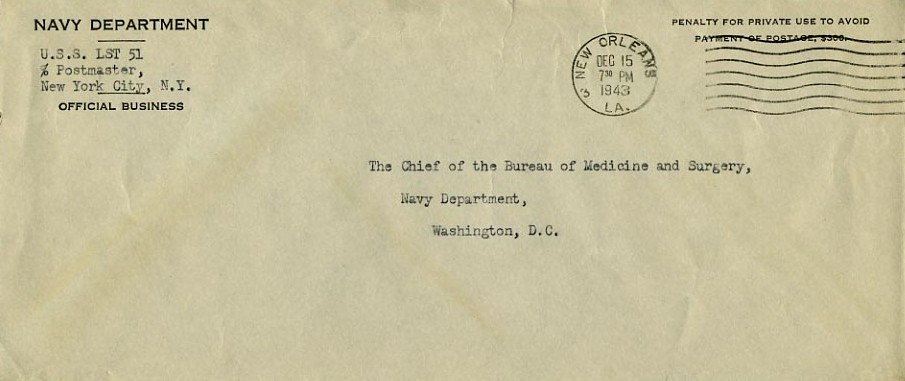 NAVY DEPARTMENT
U.S.S. LST 51
% Postmaster,
New York City, N.Y.
OFFICIAL BUSINESS
NEW ORLEANS
3
DEC 15
7 30 PM
1943
LA.
PENALTY FOR PRIVATE USE TO AVOID
PAYMENT OF POSTAGE, $300.
The Chief of the Bureau of Medicine and Surgery,
Navy Department,
Washington, D.C.